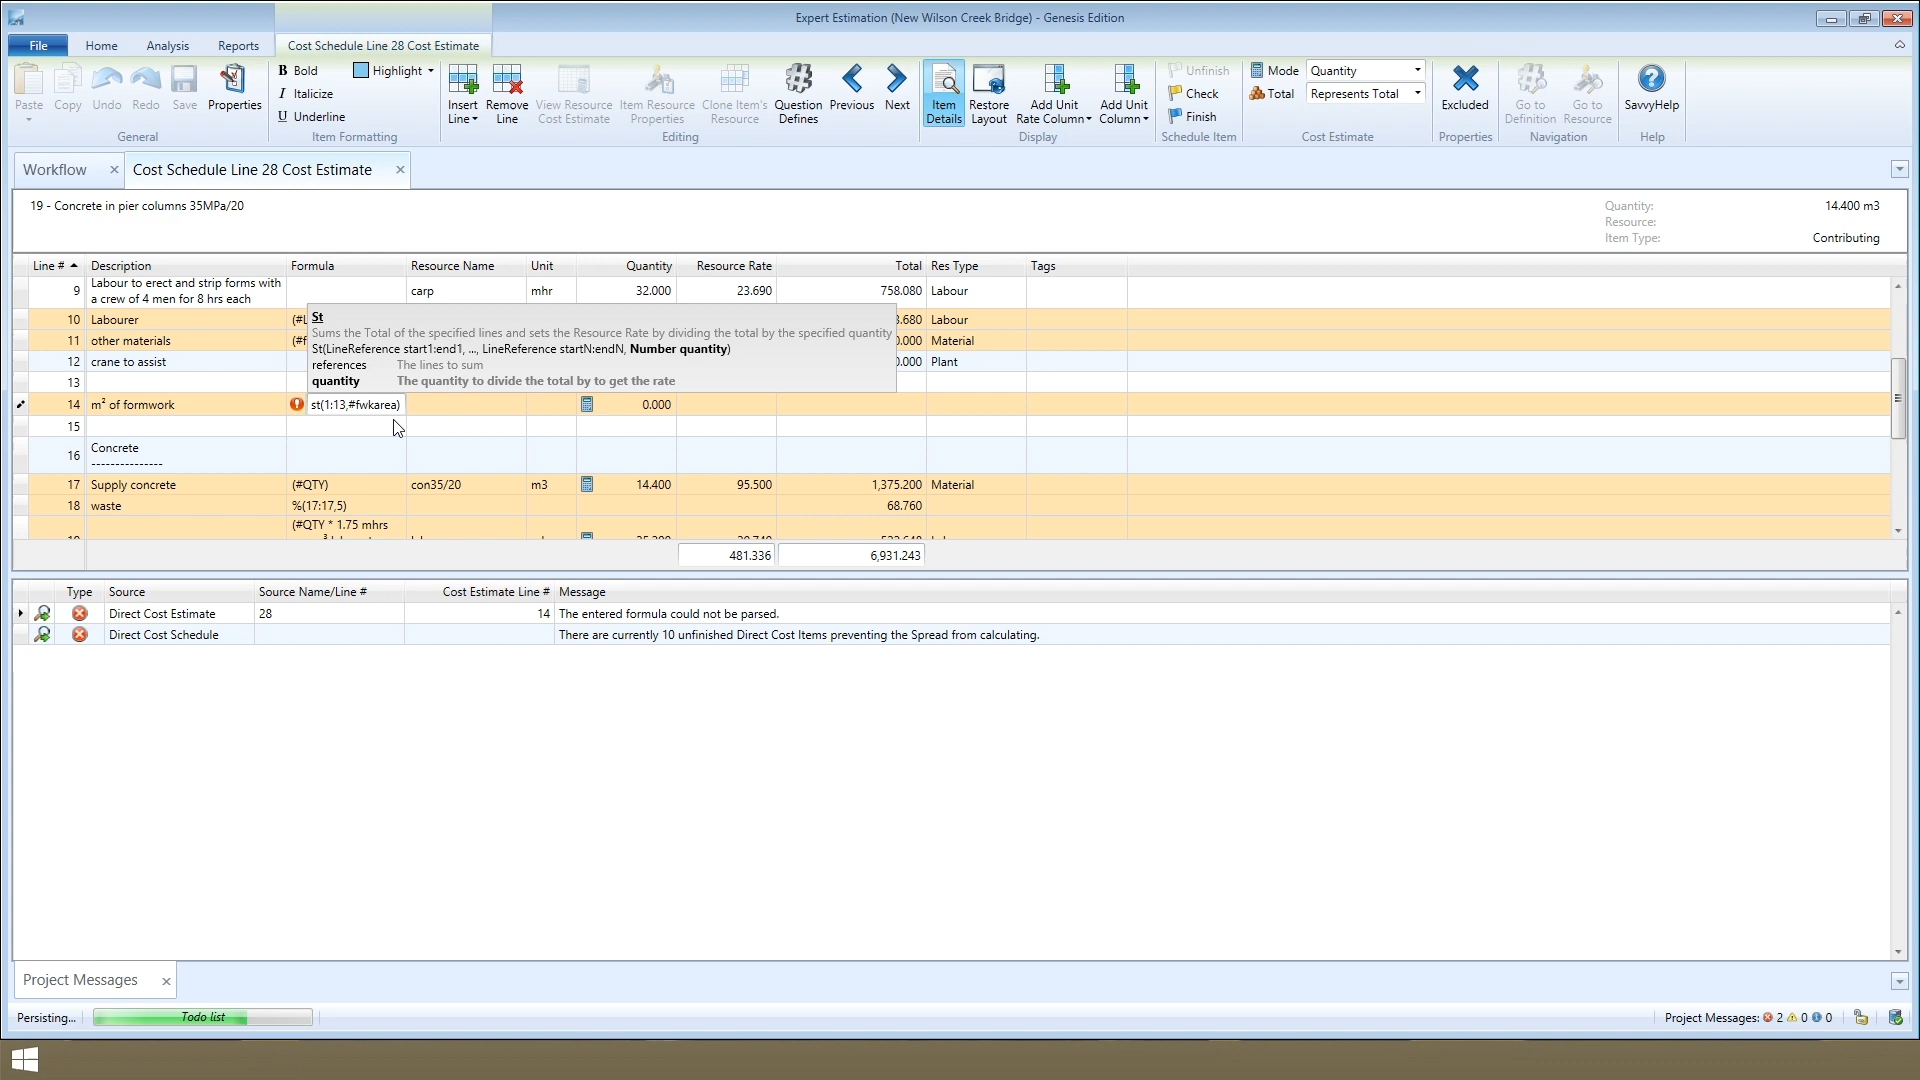 Expert Estimation (New Wilson Creek Bridge) - Genesis Edition
File Home Analysis Reports Cost Schedule Line 28 Cost Estimate
Paste Copy Undo Redo Save Properties
General
B Bold Highlight
I Italicize
U Underline
Item Formatting
Insert Line Remove Line View Resource Cost Estimate Item Resource Properties Clone Item's Resource Question Defines Previous Next
Editing
Item Details Restore Layout Add Unit Rate Column Add Unit Column
Display
Unfinish
Check
Finish
Schedule Item
Mode Quantity
Total Represents Total
Cost Estimate
Excluded
Properties
Go to Definition Go to Resource
Navigation
SavvyHelp
Help
Workflow Cost Schedule Line 28 Cost Estimate
19 - Concrete in pier columns 35MPa/20
Quantity: 14.400 m3
Resource:
Item Type: Contributing
Line # Description Formula Resource Name Unit Quantity Resource Rate Total Res Type Tags
9 Labour to erect and strip forms with a crew of 4 men for 8 hrs each carp mhr 32.000 23.690 758.080 Labour
10 Labourer (#L 3.680 Labour
11 other materials (#f 0.000 Material
12 crane to assist 0.000 Plant
St
Sums the Total of the specified lines and sets the Resource Rate by dividing the total by the specified quantity
St(LineReference start1:end1, ..., LineReference startN:endN, Number quantity)
references The lines to sum
quantity The quantity to divide the total by to get the rate
13
14 m² of formwork st(1:13,#fwkarea) 0.000
15
16 Concrete
---------------
17 Supply concrete (#QTY) con35/20 m3 14.400 95.500 1,375.200 Material
18 waste %(17:17,5) 68.760
(#QTY * 1.75 mhrs
481.336 6,931.243
Type Source Source Name/Line # Cost Estimate Line # Message
Direct Cost Estimate 28 14 The entered formula could not be parsed.
Direct Cost Schedule There are currently 10 unfinished Direct Cost Items preventing the Spread from calculating.
Project Messages
Persisting... Todo list
Project Messages: 2 0 0